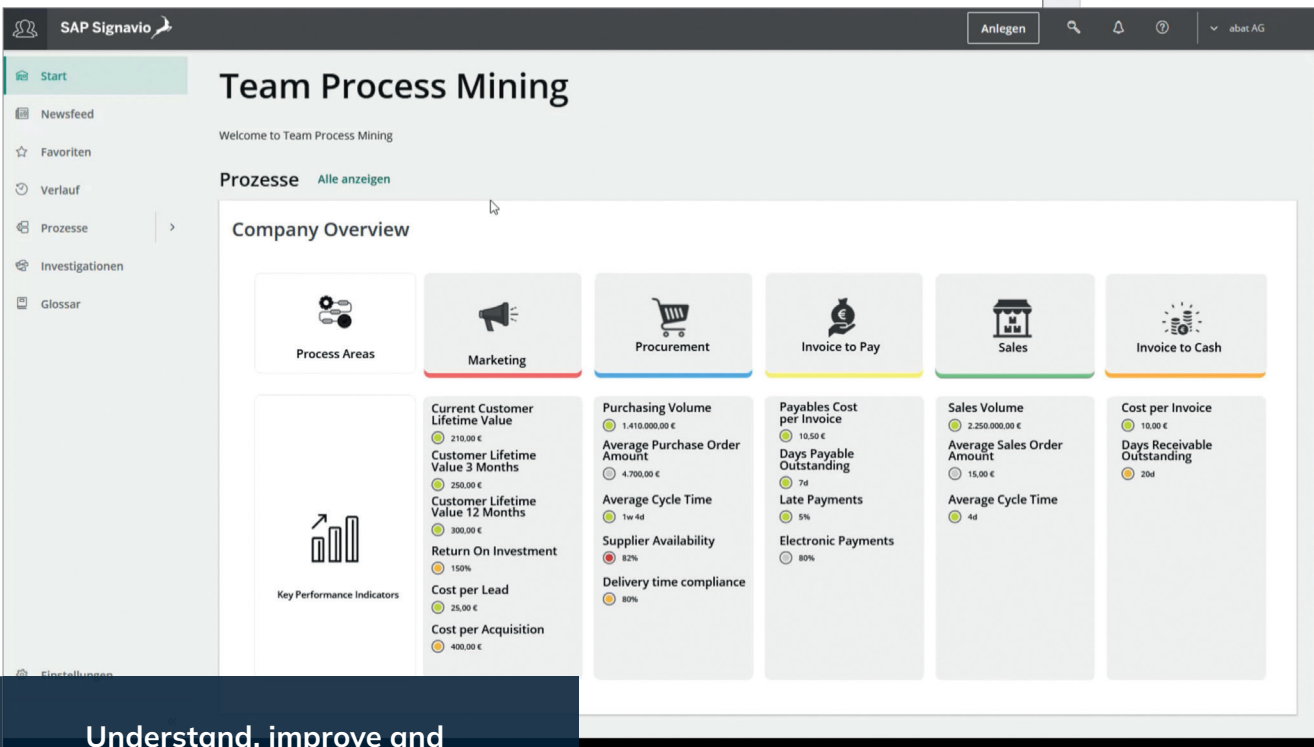 SAP Signavio
Anlegen
abat AG
Start
Newsfeed
Favoriten
Verlauf
Prozesse
Investigationen
Glossar
Einstellungen
Team Process Mining
Welcome to Team Process Mining
Prozesse Alle anzeigen
Company Overview
Process Areas
Marketing
Procurement
Invoice to Pay
Sales
Invoice to Cash
Key Performance Indicators
Current Customer
Lifetime Value
210,00 €
Customer Lifetime
Value 3 Months
250,00 €
Customer Lifetime
Value 12 Months
300,00 €
Return On Investment
150%
Cost per Lead
25,00 €
Cost per Acquisition
400,00 €
Purchasing Volume
1.410.000,00 €
Average Purchase Order
Amount
4.700,00 €
Average Cycle Time
1w 4d
Supplier Availability
82%
Delivery time compliance
80%
Payables Cost
per Invoice
10,50 €
Days Payable
Outstanding
7d
Late Payments
5%
Electronic Payments
80%
Sales Volume
2.250.000,00 €
Average Sales Order
Amount
15,00 €
Average Cycle Time
4d
Cost per Invoice
10,00 €
Days Receivable
Outstanding
20d
Understand, improve and